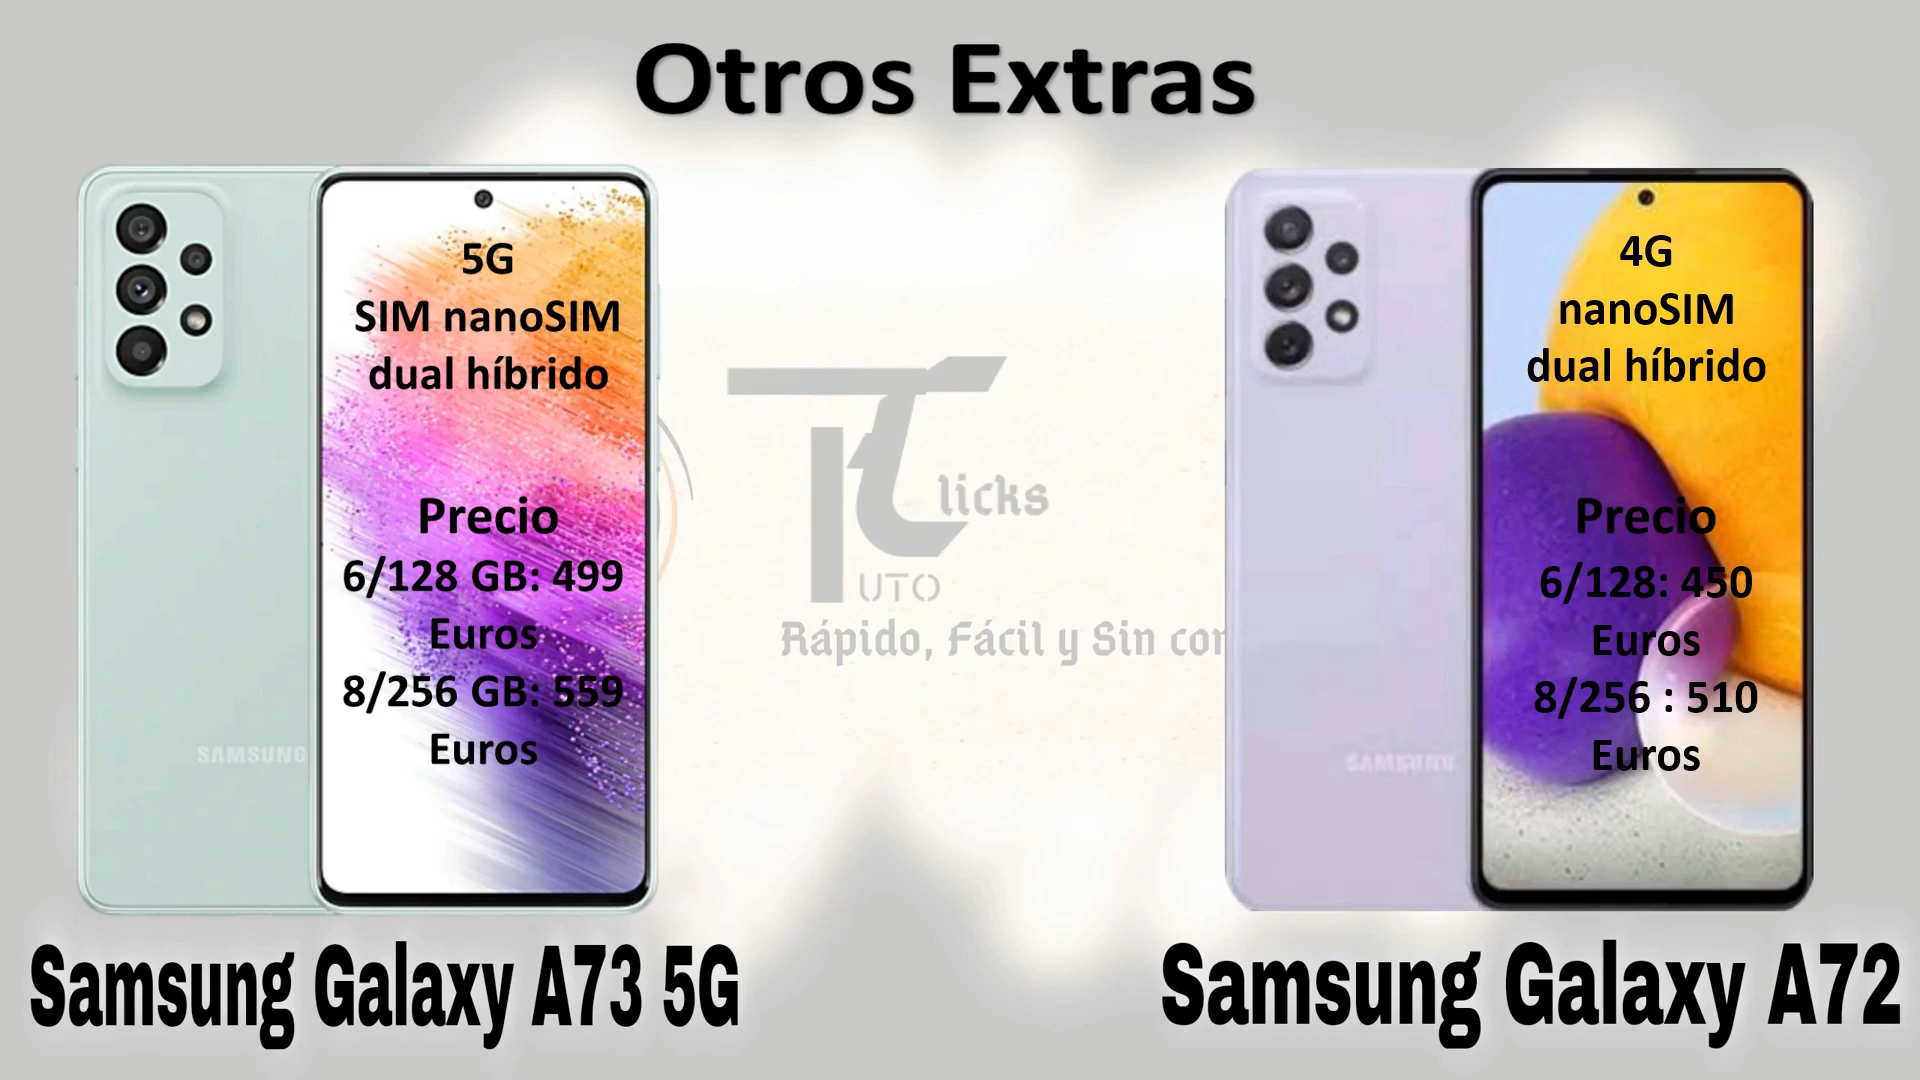 Otros Extras
5G
SIM nanoSIM
dual híbrido
Precio
6/128 GB: 499
Euros
8/256 GB: 559
Euros
SAMSUNG
Samsung Galaxy A73 5G
licks
UTO
Rápido, Fácil y Sin con
4G
nanoSIM
dual híbrido
Precio
6/128: 450
Euros
8/256 : 510
Euros
SAMSUNG
Samsung Galaxy A72